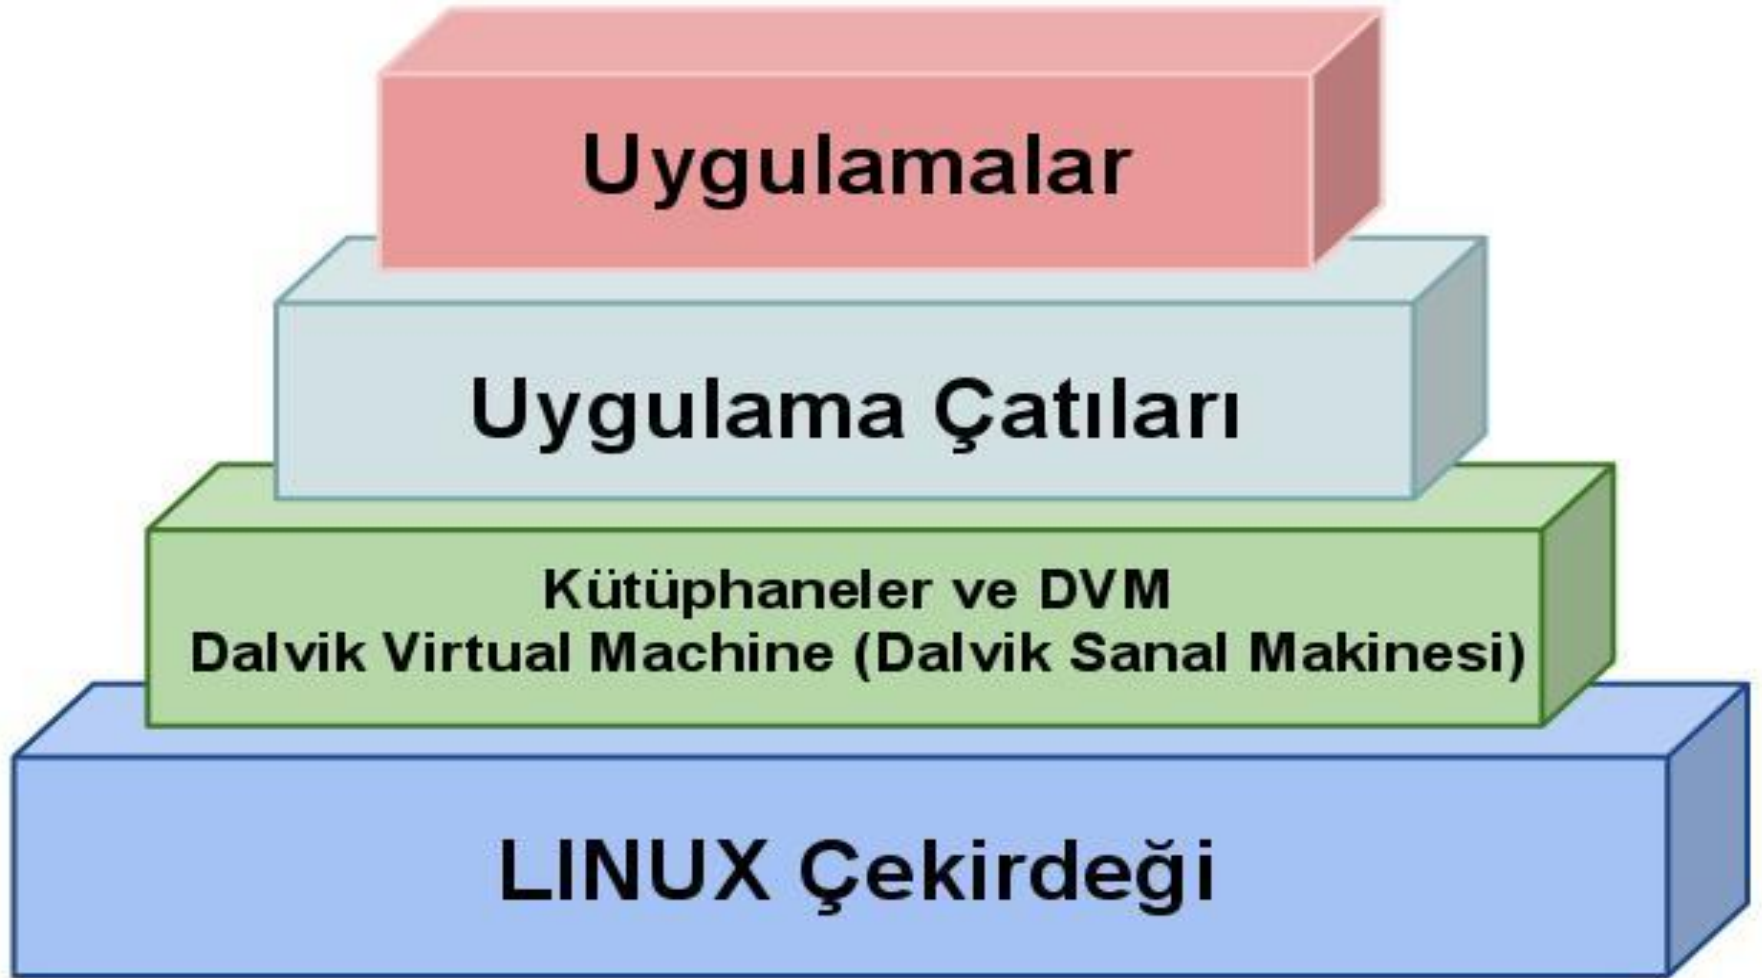 Uygulamalar
Uygulama Çatıları
Kütüphaneler ve DVM
Dalvik Virtual Machine (Dalvik Sanal Makinesi)
LINUX Çekirdeği